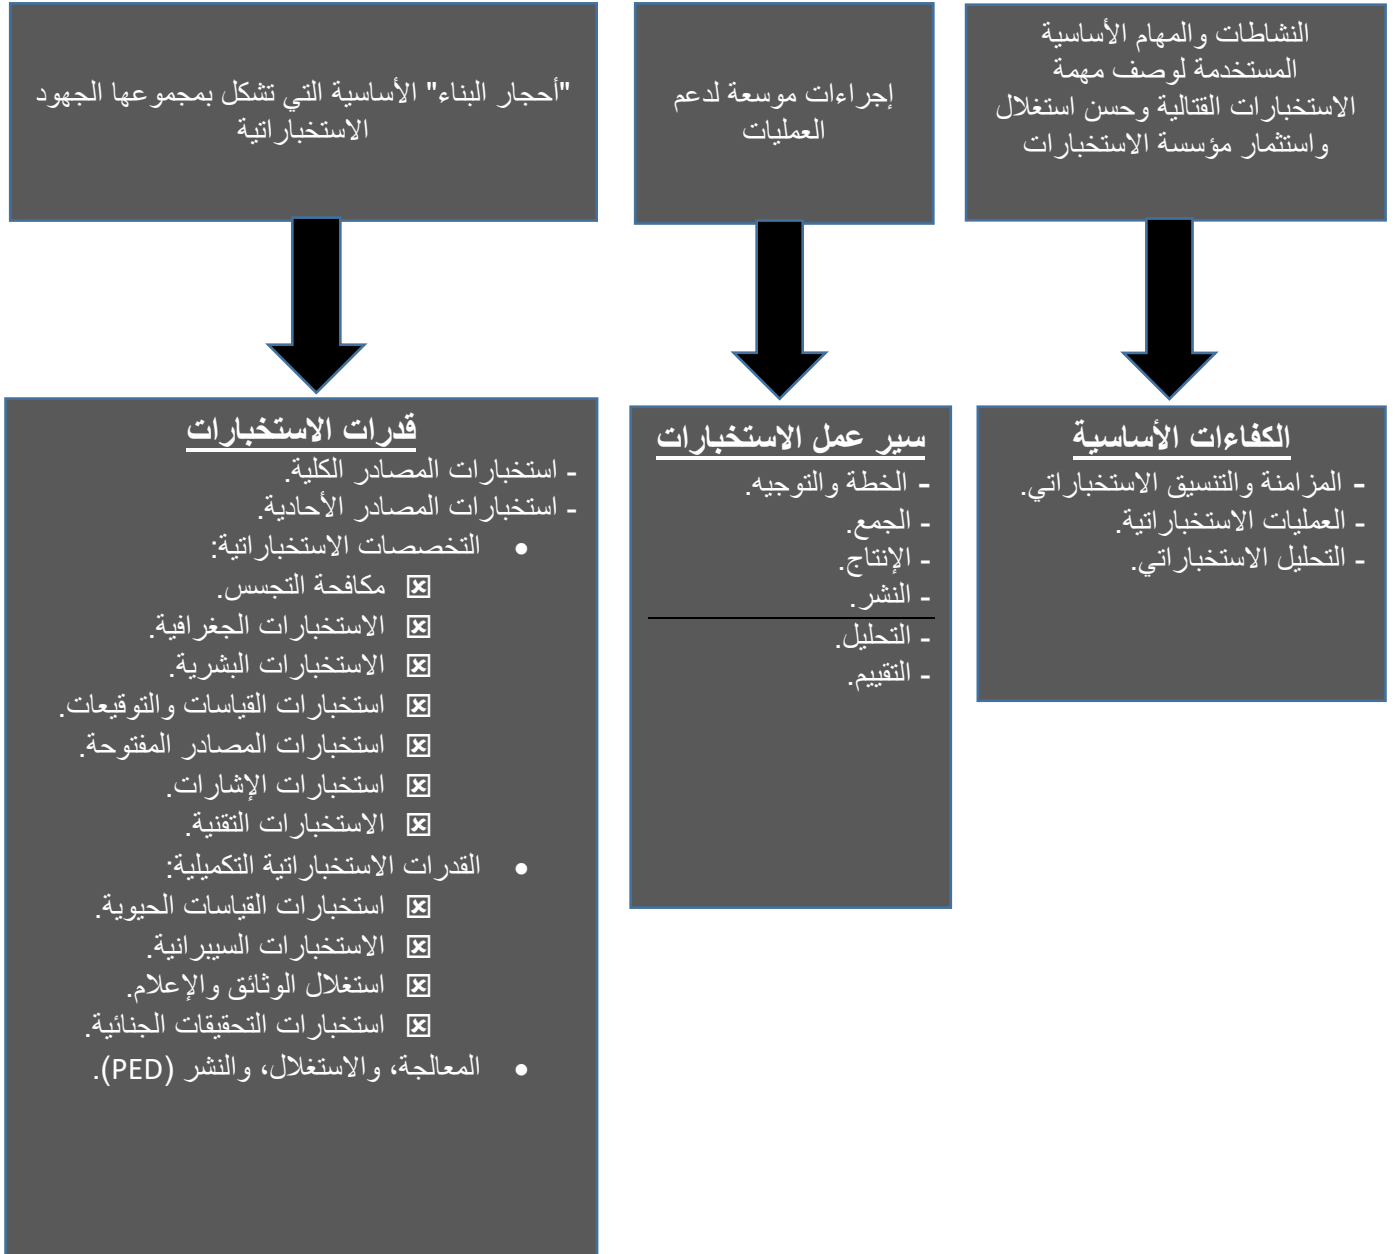 النشاطات والمهام الأساسية
المستخدمة لوصف مهمة
الاستخبارات القتالية وحسن استغلال
واستثمار مؤسسة الاستخبارات
إجراءات موسعة لدعم
العمليات
"أحجار البناء" الأساسية التي تشكل بمجموعها الجهود
الاستخباراتية
الكفاءات الأساسية
- المزامنة والتنسيق الاستخباراتي.
- العمليات الاستخباراتية.
- التحليل الاستخباراتي.
سير عمل الاستخبارات
- الخطة والتوجيه.
- الجمع.
- الإنتاج.
- النشر.
- التحليل.
- التقييم.
قدرات الاستخبارات
- استخبارات المصادر الكلية.
- استخبارات المصادر الأحادية.
• التخصصات الاستخباراتية:
☒ مكافحة التجسس.
☒ الاستخبارات الجغرافية.
☒ الاستخبارات البشرية.
☒ استخبارات القياسات والتوقيعات.
☒ استخبارات المصادر المفتوحة.
☒ استخبارات الإشارات.
☒ الاستخبارات التقنية.
• القدرات الاستخباراتية التكميلية:
☒ استخبارات القياسات الحيوية.
☒ الاستخبارات السيبرانية.
☒ استغلال الوثائق والإعلام.
☒ استخبارات التحقيقات الجنائية.
• المعالجة، والاستغلال، والنشر (PED).